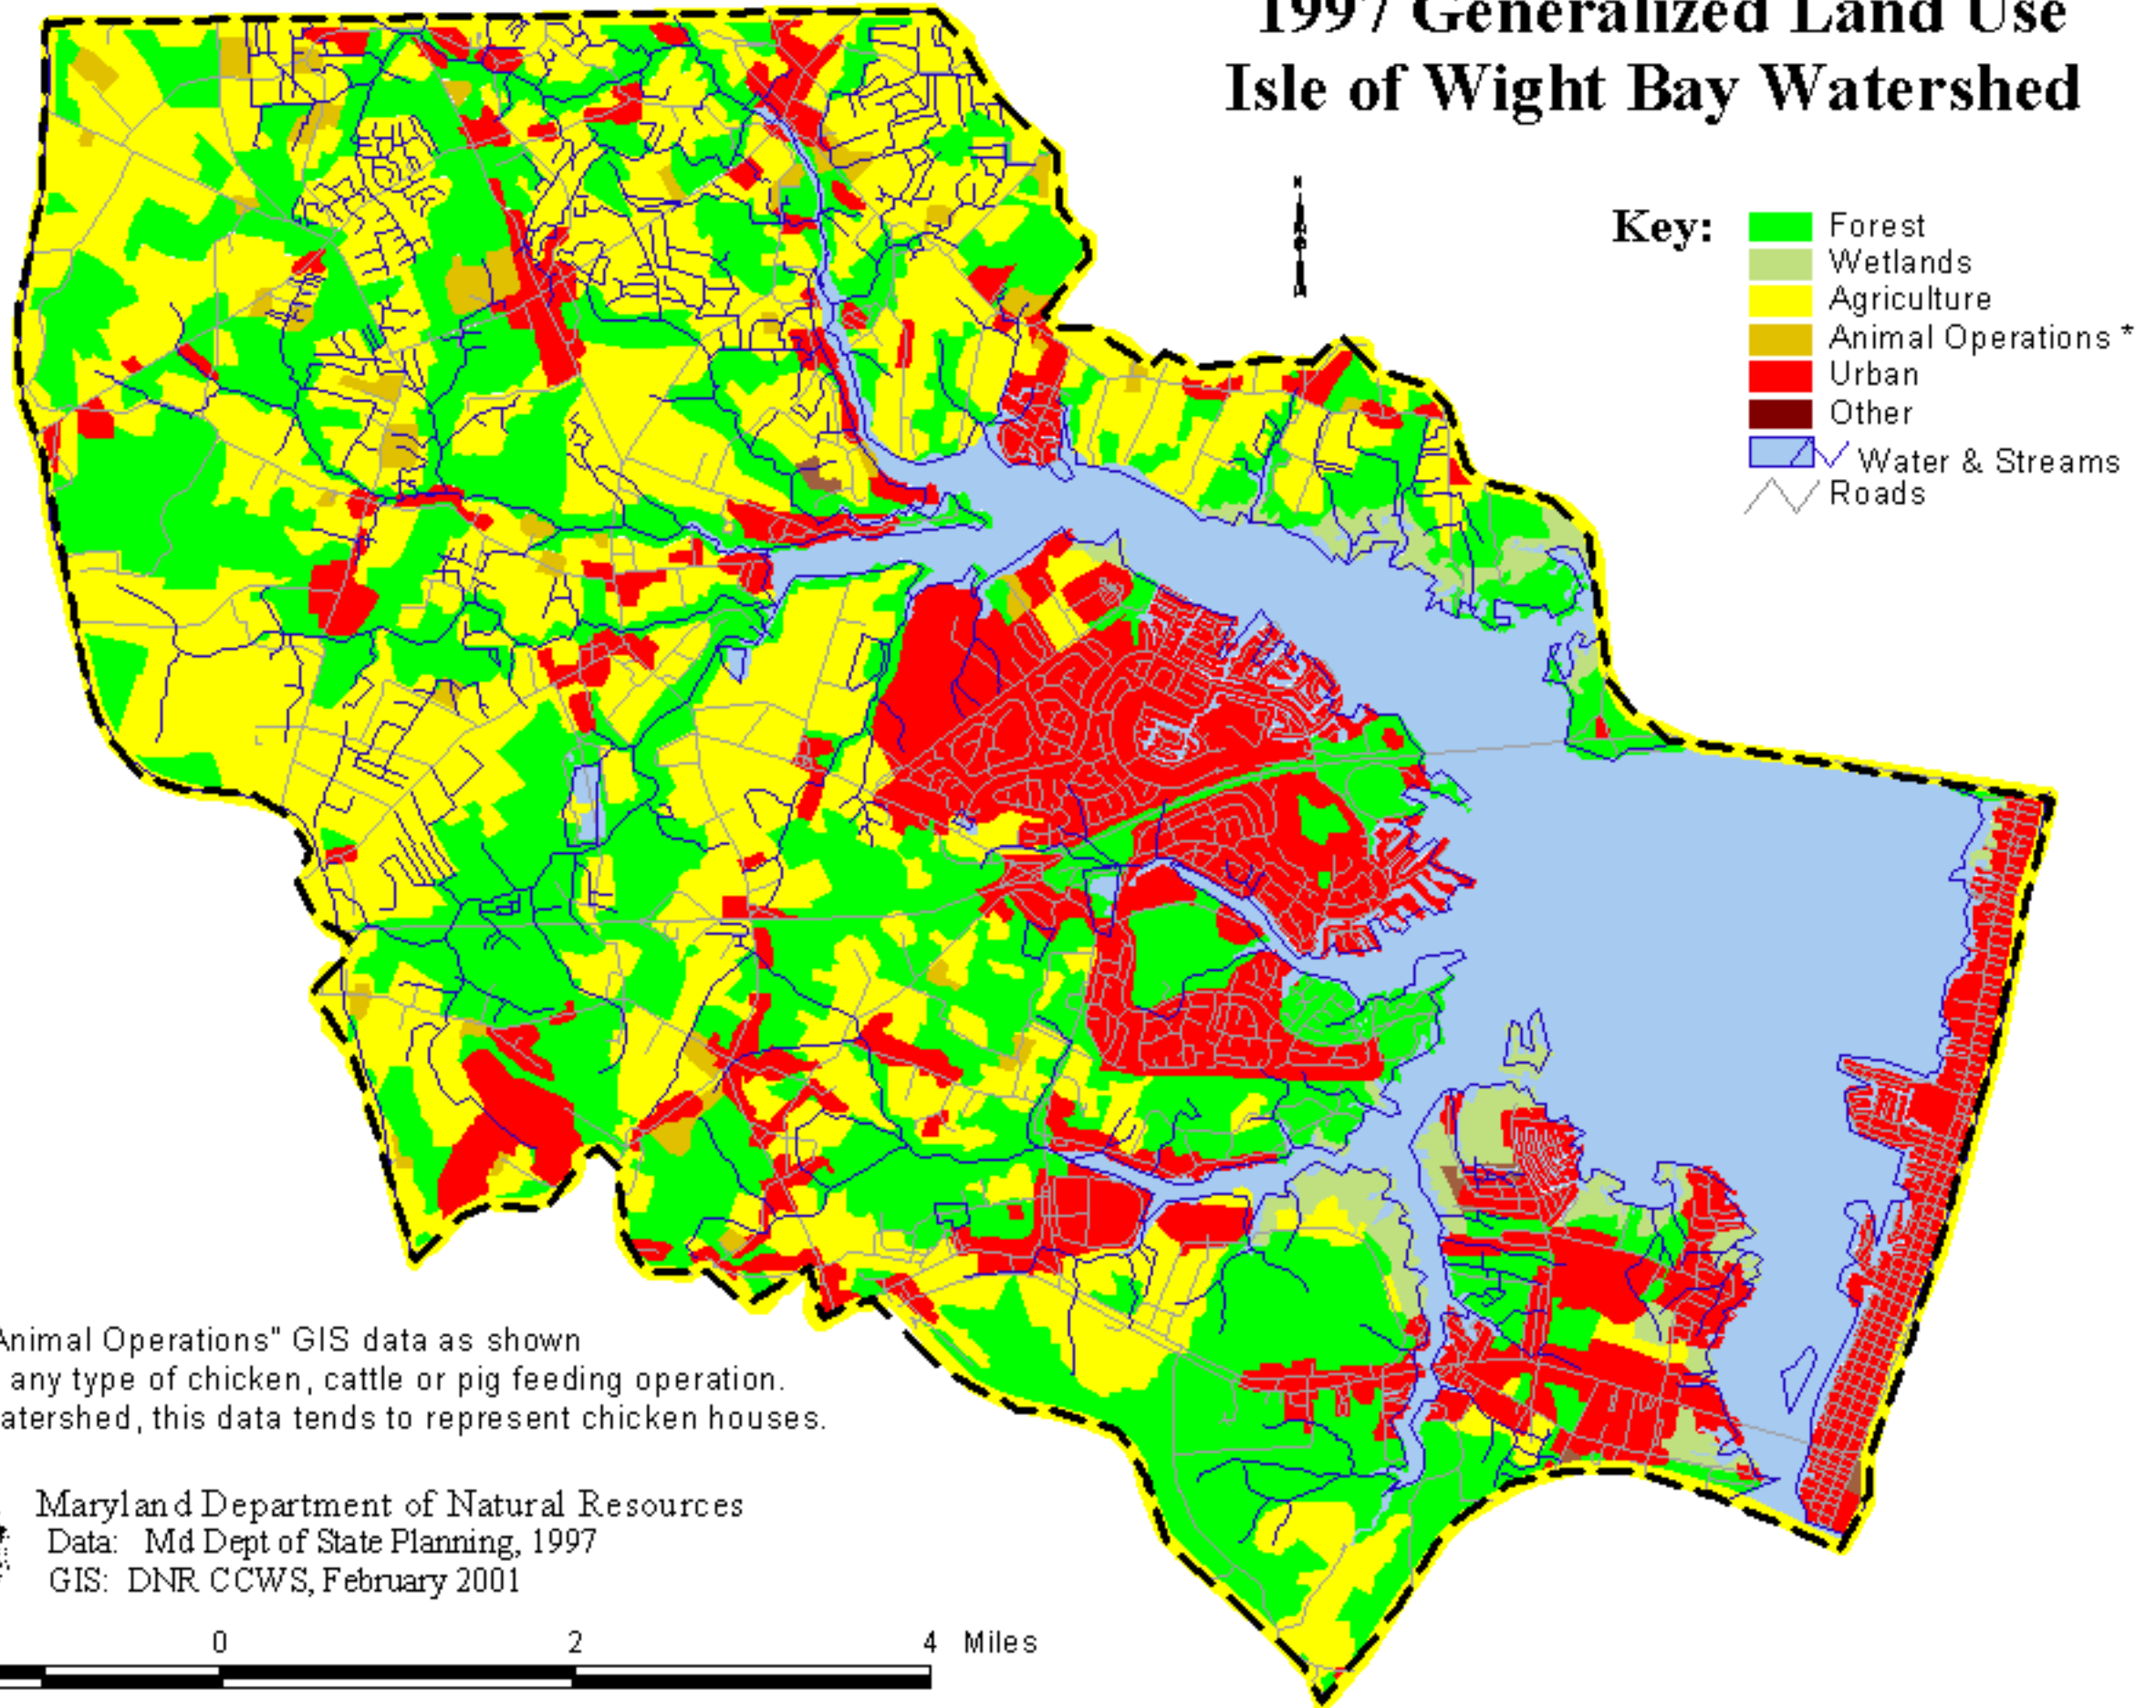 1997 Generalized Land Use
Isle of Wight Bay Watershed
N
Key:
Forest
Wetlands
Agriculture
Animal Operations *
Urban
Other
Water & Streams
Roads
Animal Operations" GIS data as shown
any type of chicken, cattle or pig feeding operation.
atershed, this data tends to represent chicken houses.
Maryland Department of Natural Resources
Data: Md Dept of State Planning, 1997
GIS: DNR CCWS, February 2001
0 2 4 Miles